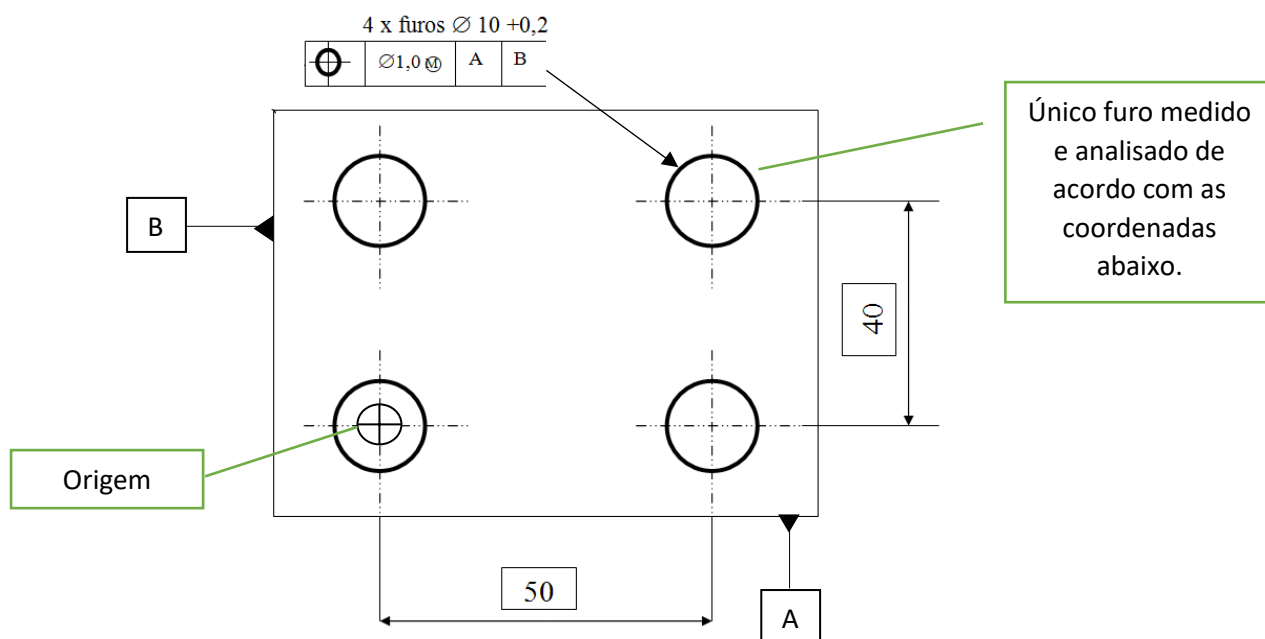 4 x furos ∅ 10 +0,2
∅1,0 Ⓜ A B
Único furo medido
e analisado de
acordo com as
coordenadas
abaixo.
B
40
Origem
50
A